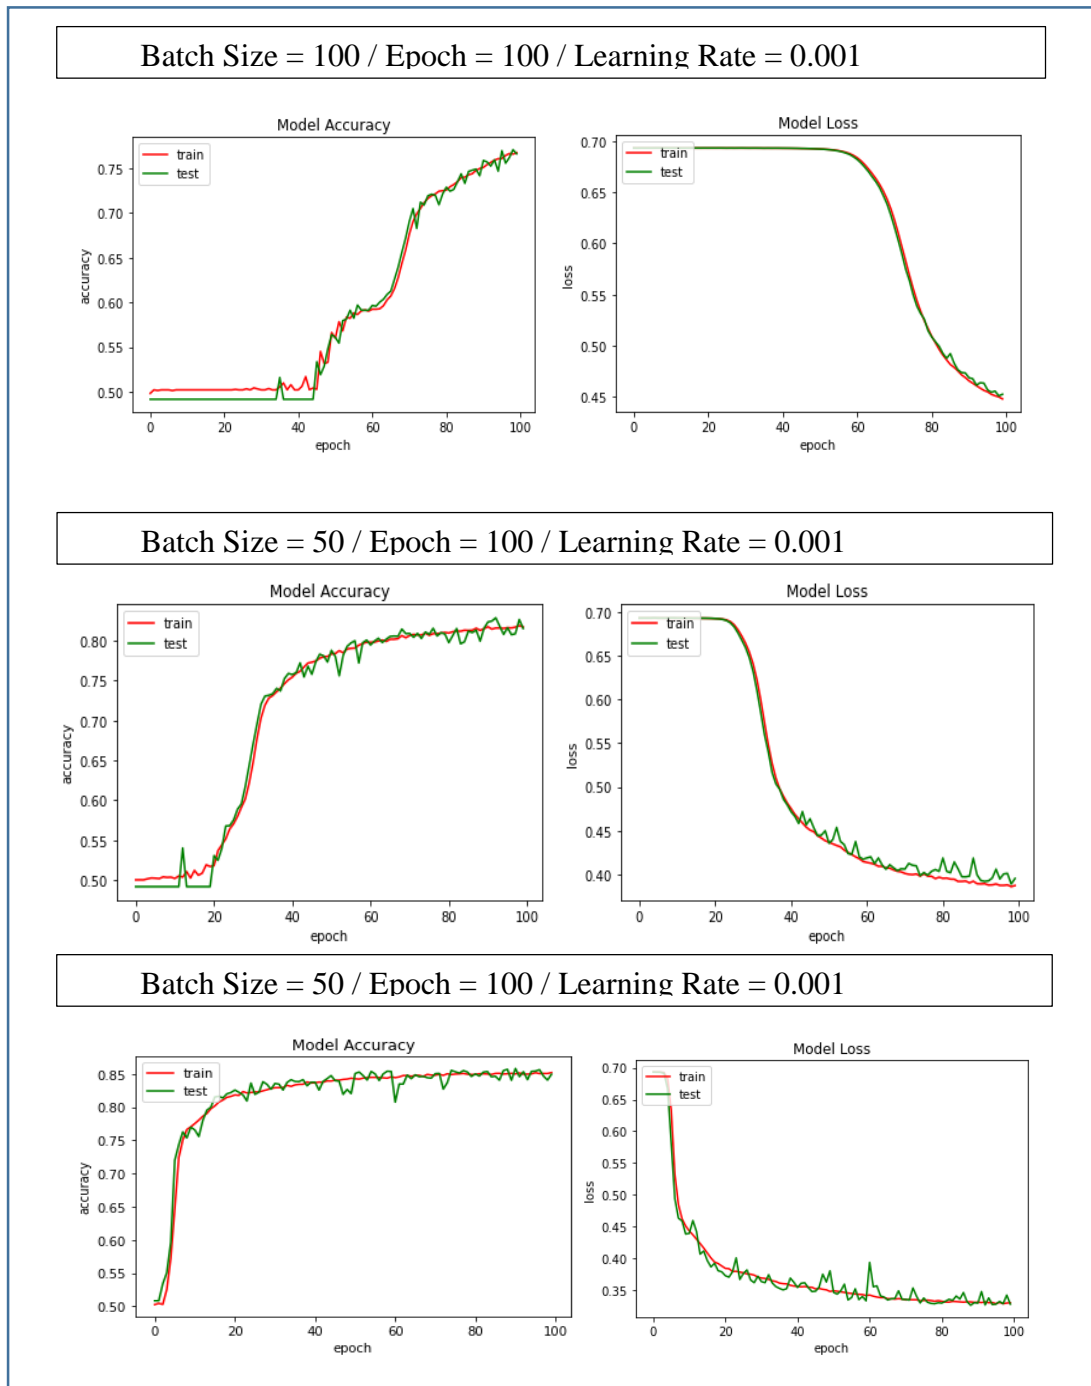 Batch Size = 100 / Epoch = 100 / Learning Rate = 0.001
Model Accuracy
train
test
0.75
0.70
0.65
0.60
0.55
0.50
accuracy
0 20 40 60 80 100
epoch
Model Loss
train
test
0.70
0.65
0.60
0.55
0.50
0.45
loss
0 20 40 60 80 100
epoch
Batch Size = 50 / Epoch = 100 / Learning Rate = 0.001
Model Accuracy
train
test
0.80
0.75
0.70
0.65
0.60
0.55
0.50
accuracy
0 20 40 60 80 100
epoch
Model Loss
train
test
0.70
0.65
0.60
0.55
0.50
0.45
0.40
loss
0 20 40 60 80 100
epoch
Batch Size = 50 / Epoch = 100 / Learning Rate = 0.001
Model Accuracy
train
test
0.85
0.80
0.75
0.70
0.65
0.60
0.55
0.50
accuracy
0 20 40 60 80 100
epoch
Model Loss
train
test
0.70
0.65
0.60
0.55
0.50
0.45
0.40
0.35
loss
0 20 40 60 80 100
epoch